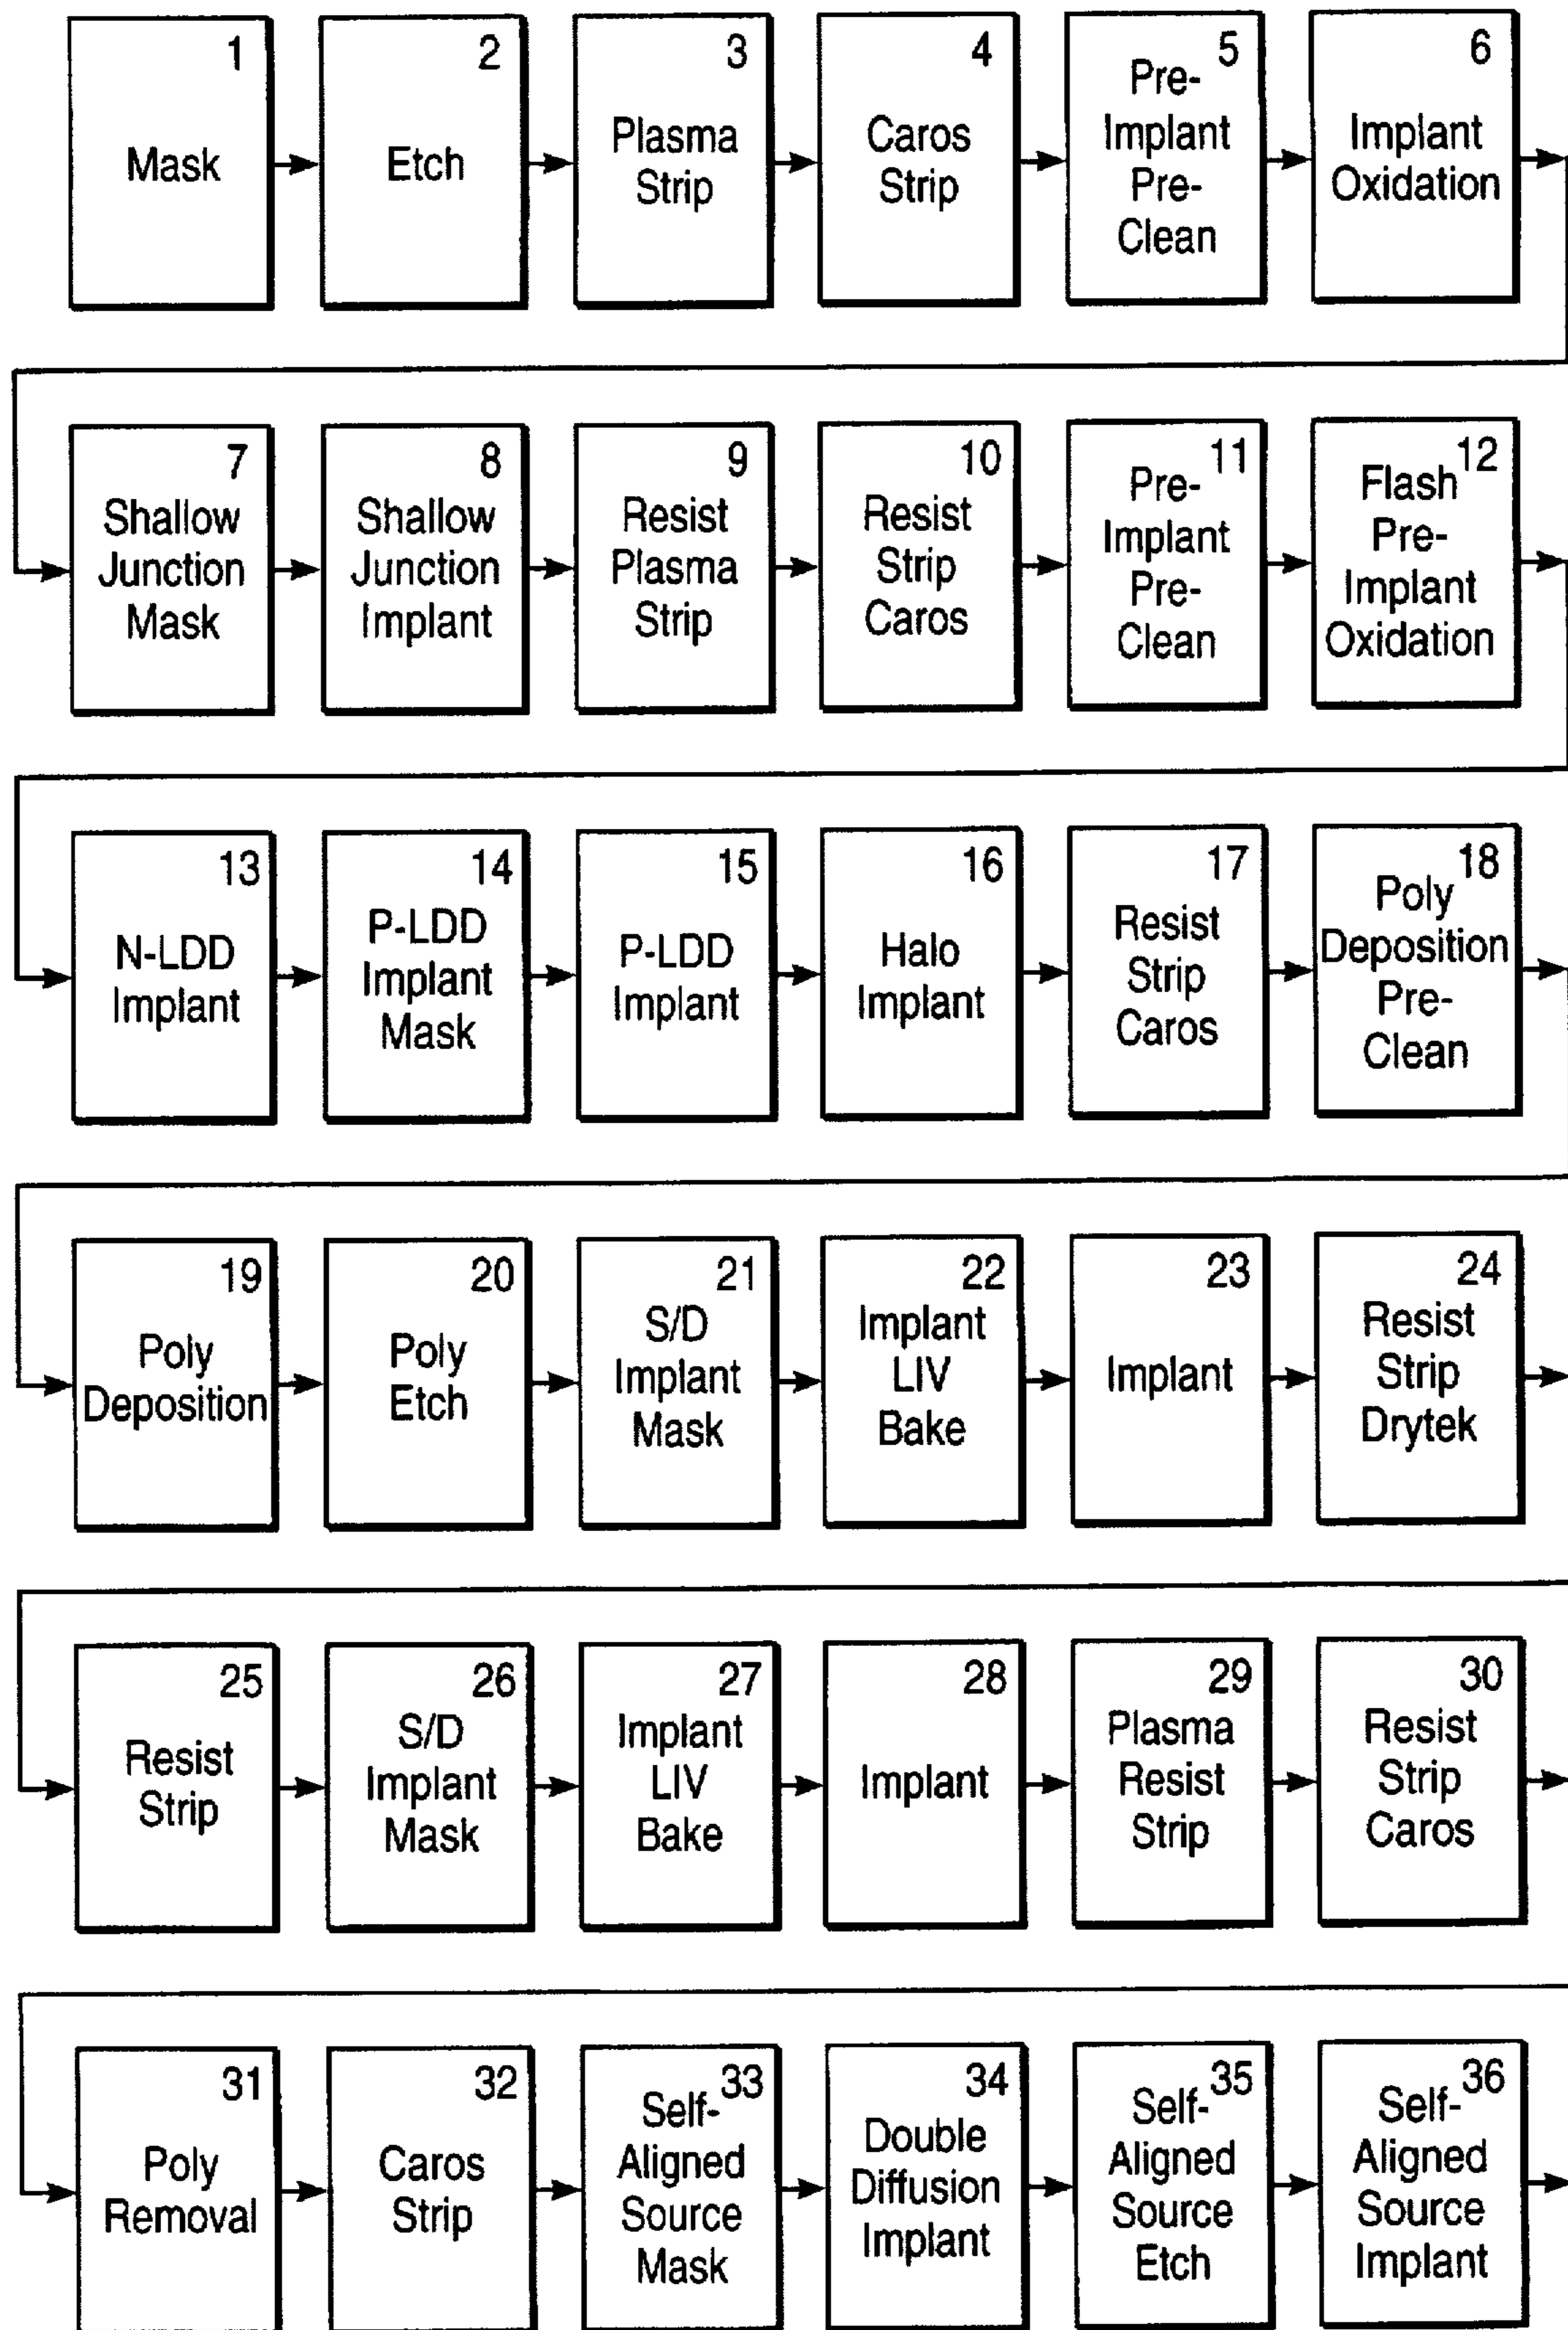 1
Mask
2
Etch
3
Plasma
Strip
4
Caros
Strip
5
Pre-
Implant
Pre-
Clean
6
Implant
Oxidation
7
Shallow
Junction
Mask
8
Shallow
Junction
Implant
9
Resist
Plasma
Strip
10
Resist
Strip
Caros
11
Pre-
Implant
Pre-
Clean
12
Flash
Pre-
Implant
Oxidation
13
N-LDD
Implant
14
P-LDD
Implant
Mask
15
P-LDD
Implant
16
Halo
Implant
17
Resist
Strip
Caros
18
Poly
Deposition
Pre-
Clean
19
Poly
Deposition
20
Poly
Etch
21
S/D
Implant
Mask
22
Implant
LIV
Bake
23
Implant
24
Resist
Strip
Drytek
25
Resist
Strip
26
S/D
Implant
Mask
27
Implant
LIV
Bake
28
Implant
29
Plasma
Resist
Strip
30
Resist
Strip
Caros
31
Poly
Removal
32
Caros
Strip
33
Self-
Aligned
Source
Mask
34
Double
Diffusion
Implant
35
Self-
Aligned
Source
Etch
36
Self-
Aligned
Source
Implant